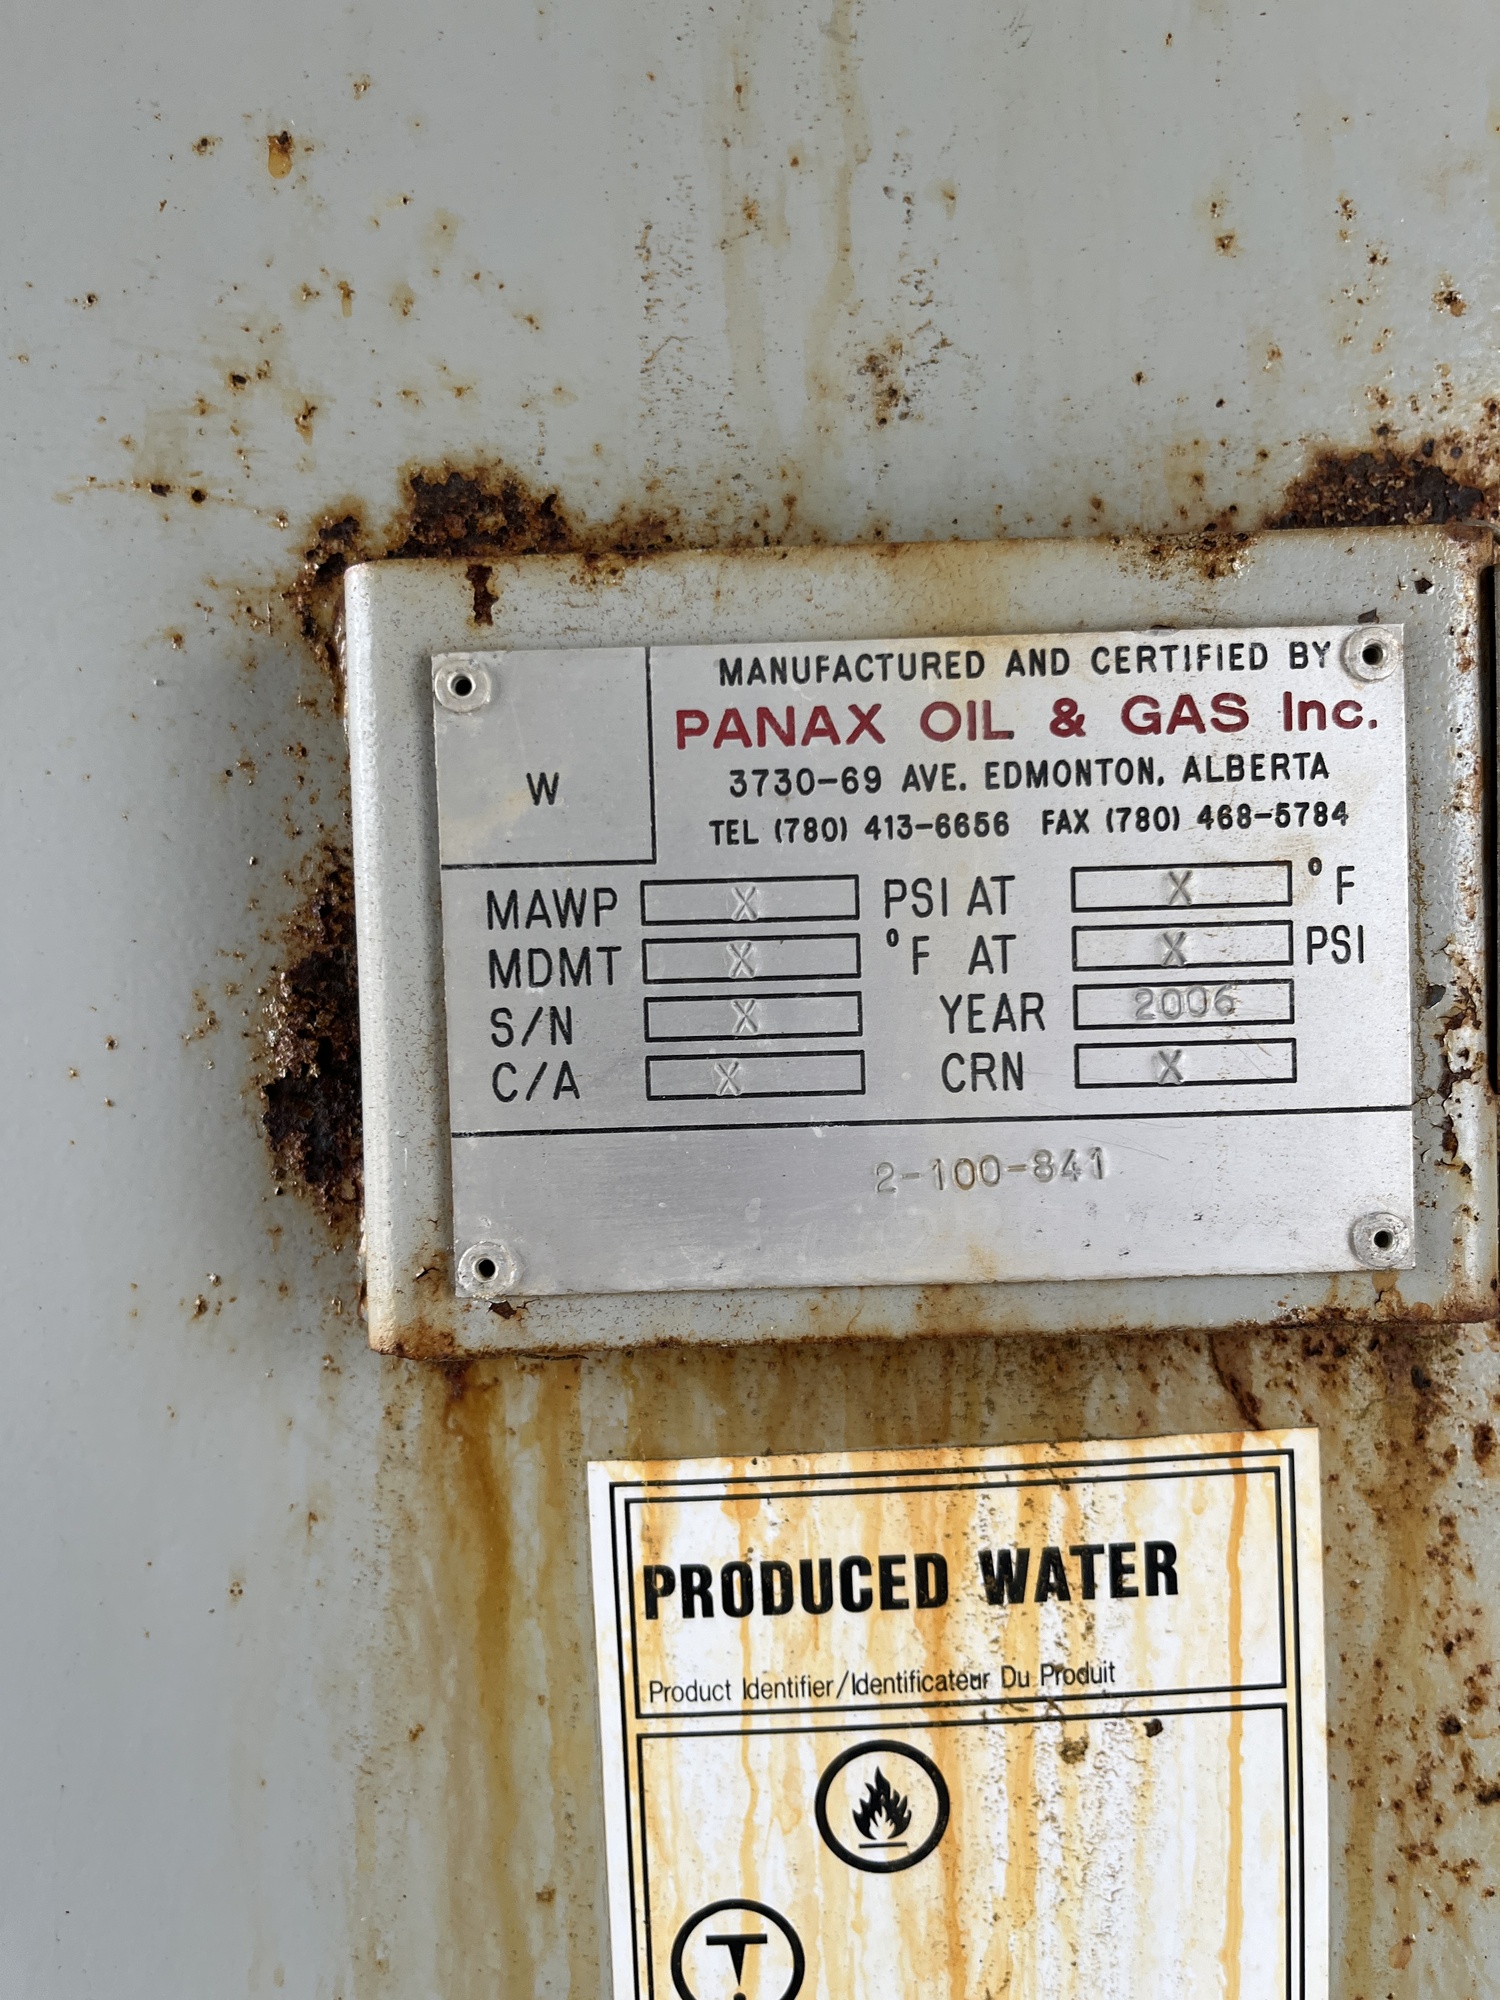 MANUFACTURED AND CERTIFIED BY
PANAX OIL & GAS Inc.
3730-69 AVE. EDMONTON, ALBERTA
TEL (780) 413-6656 FAX (780) 468-5784
W
MAWP X PSI AT X °F
MDMT X °F AT X PSI
S/N X YEAR 2006
C/A X CRN X
2-100-841
PRODUCED WATER
Product Identifier/Identificateur Du Produit